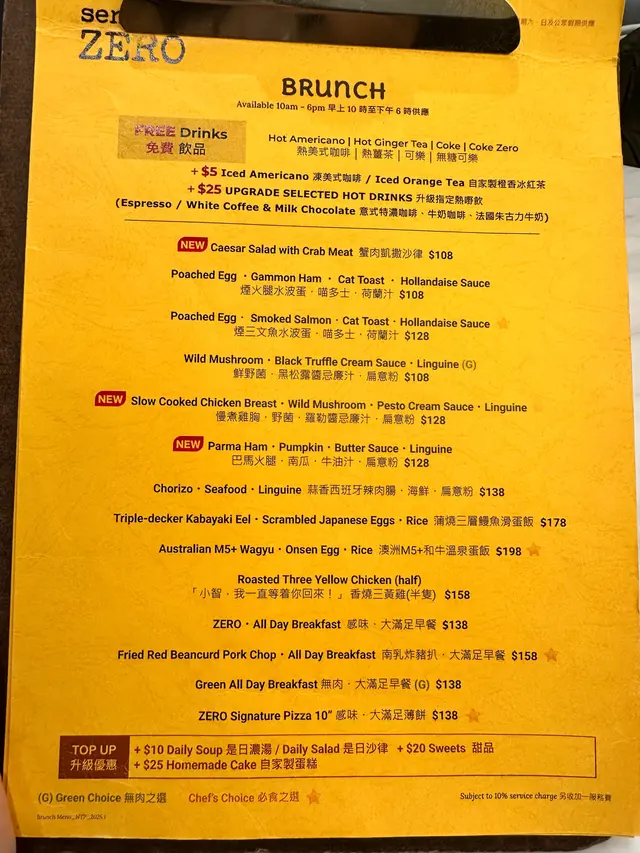 ZERO
六、日及公眾假期供應
BRUNCH
Available 10am - 6pm 早上10時至下午6時供應
FREE Drinks
免費 飲品
Hot Americano | Hot Ginger Tea | Coke | Coke Zero
熱美式咖啡 | 熱薑茶 | 可樂 | 無糖可樂
+$5 Iced Americano 凍美式咖啡 / Iced Orange Tea 自家製橙香冰紅茶
+$25 UPGRADE SELECTED HOT DRINKS 升級指定熱嘢飲
(Espresso / White Coffee & Milk Chocolate 意式特濃咖啡、牛奶咖啡、法國朱古力牛奶)
NEW Caesar Salad with Crab Meat 蟹肉凱撒沙律 $108
Poached Egg · Gammon Ham · Cat Toast · Hollandaise Sauce
煙火腿水波蛋 · 喵多士 · 荷蘭汁 $108
Poached Egg · Smoked Salmon · Cat Toast · Hollandaise Sauce
煙三文魚水波蛋 · 喵多士 · 荷蘭汁 $128
Wild Mushroom · Black Truffle Cream Sauce · Linguine (G)
鮮野菌 · 黑松露醬忌廉汁 · 扁意粉 $108
NEW Slow Cooked Chicken Breast · Wild Mushroom · Pesto Cream Sauce · Linguine
慢煮雞胸 · 野菌 · 羅勒醬忌廉汁 · 扁意粉 $128
NEW Parma Ham · Pumpkin · Butter Sauce · Linguine
巴馬火腿 · 南瓜 · 牛油汁 · 扁意粉 $128
Chorizo · Seafood · Linguine 蒜香西班牙辣肉腸 · 海鮮 · 扁意粉 $138
Triple-decker Kabayaki Eel · Scrambled Japanese Eggs · Rice 蒲燒三層鰻魚滑蛋飯 $178
Australian M5+ Wagyu · Onsen Egg · Rice 澳洲M5+和牛溫泉蛋飯 $198
Roasted Three Yellow Chicken (half)
「小智，我一直等着你回來！」香燒三黃雞(半隻) $158
ZERO · All Day Breakfast 感味 · 大滿足早餐 $138
Fried Red Beancurd Pork Chop · All Day Breakfast 南乳炸豬扒 · 大滿足早餐 $158
Green All Day Breakfast 無肉 · 大滿足早餐 (G) $138
ZERO Signature Pizza 10" 感味 · 大滿足薄餅 $138
TOP UP
升級優惠
+ $10 Daily Soup 是日濃湯 / Daily Salad 是日沙律 + $20 Sweets 甜品
+ $25 Homemade Cake 自家製蛋糕
(G) Green Choice 無肉之選 Chef's Choice 必食之選
Subject to 10% service charge 另收加一服務費
Brunch Menu_WTP_2025.1